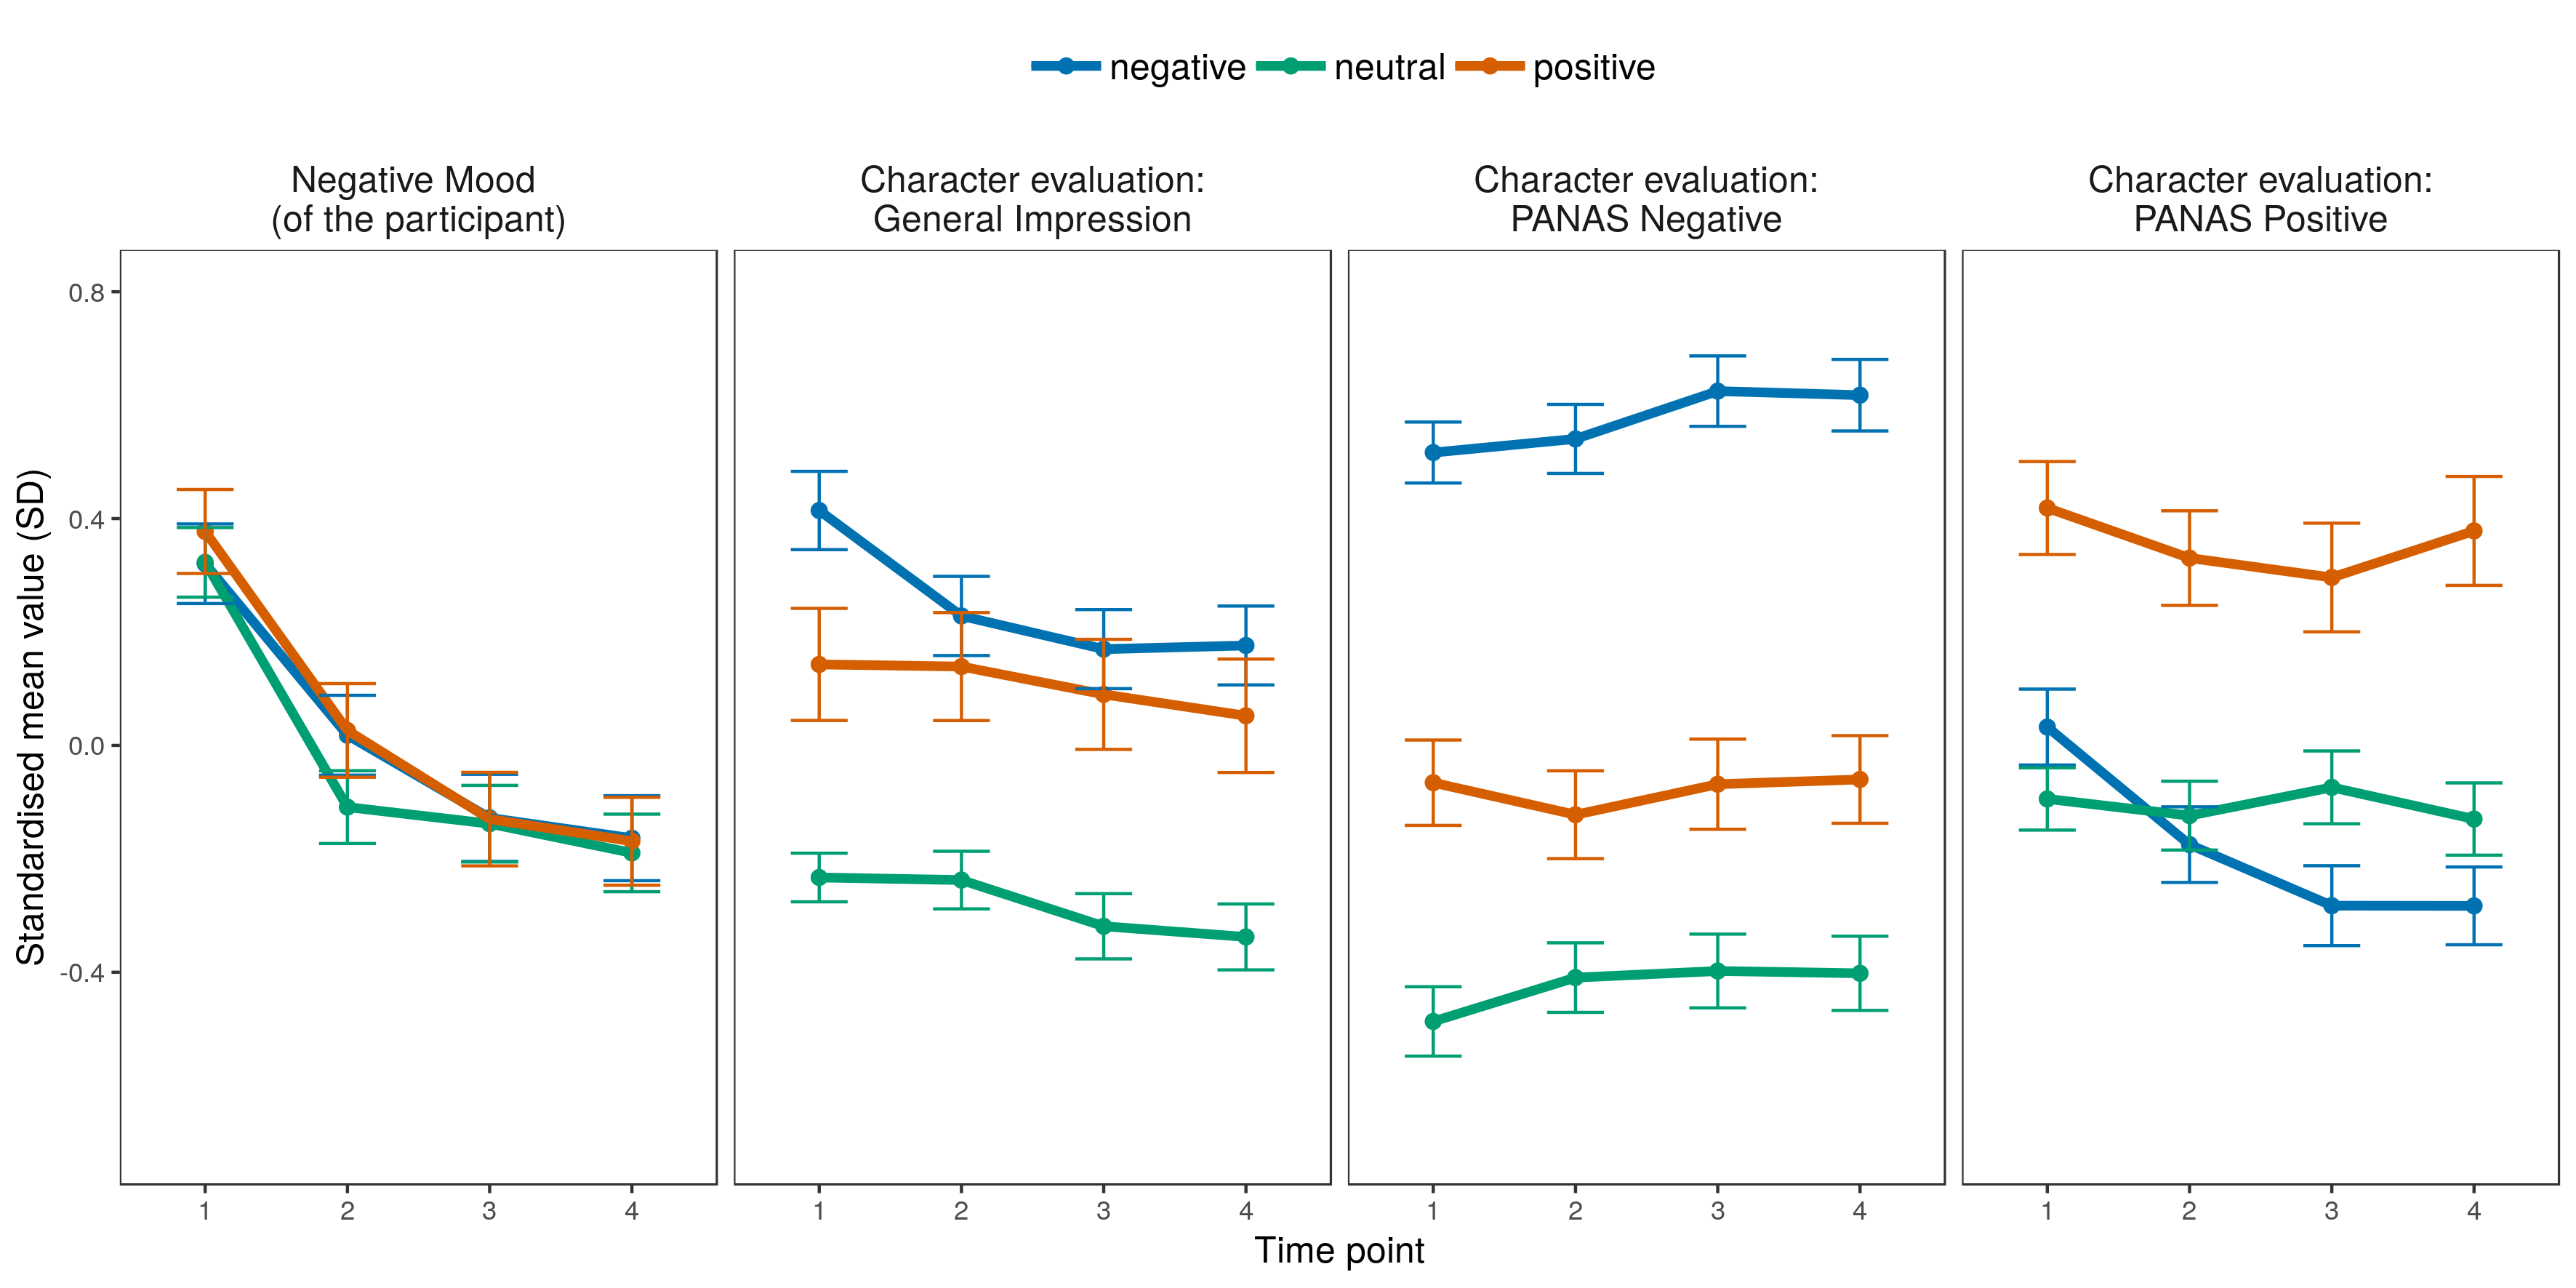 negative neutral positive
Negative Mood
(of the participant)
Character evaluation:
General Impression
Character evaluation:
PANAS Negative
Character evaluation:
PANAS Positive
Standardised mean value (SD)
0.8
0.4
0.0
-0.4
1 2 3 4
1 2 3 4
1 2 3 4
1 2 3 4
Time point